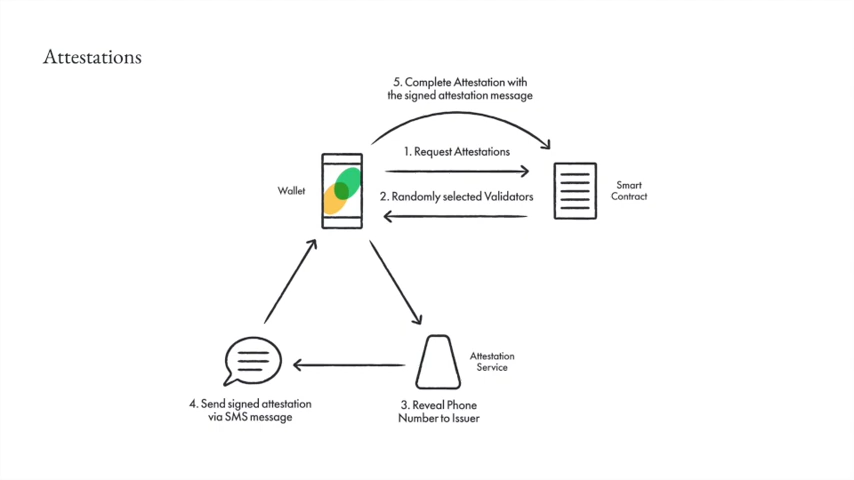 Attestations
5. Complete Attestation with
the signed attestation message
1. Request Attestations
Wallet
2. Randomly selected Validators
Smart
Contract
Attestation
Service
4. Send signed attestation
via SMS message
3. Reveal Phone
Number to Issuer